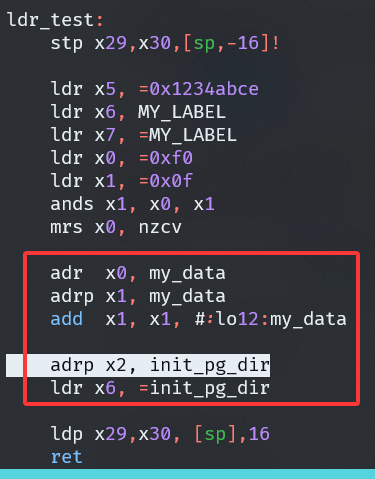 ldr_test:
stp x29,x30,[sp,-16]!
ldr x5, =0x1234abce
ldr x6, MY_LABEL
ldr x7, =MY_LABEL
ldr x0, =0xf0
ldr x1, =0x0f
ands x1, x0, x1
mrs x0, nzcv
adr  x0, my_data
adrp x1, my_data
add  x1, x1, #:lo12:my_data
adrp x2, init_pg_dir
ldr x6, =init_pg_dir
ldp x29,x30, [sp],16
ret